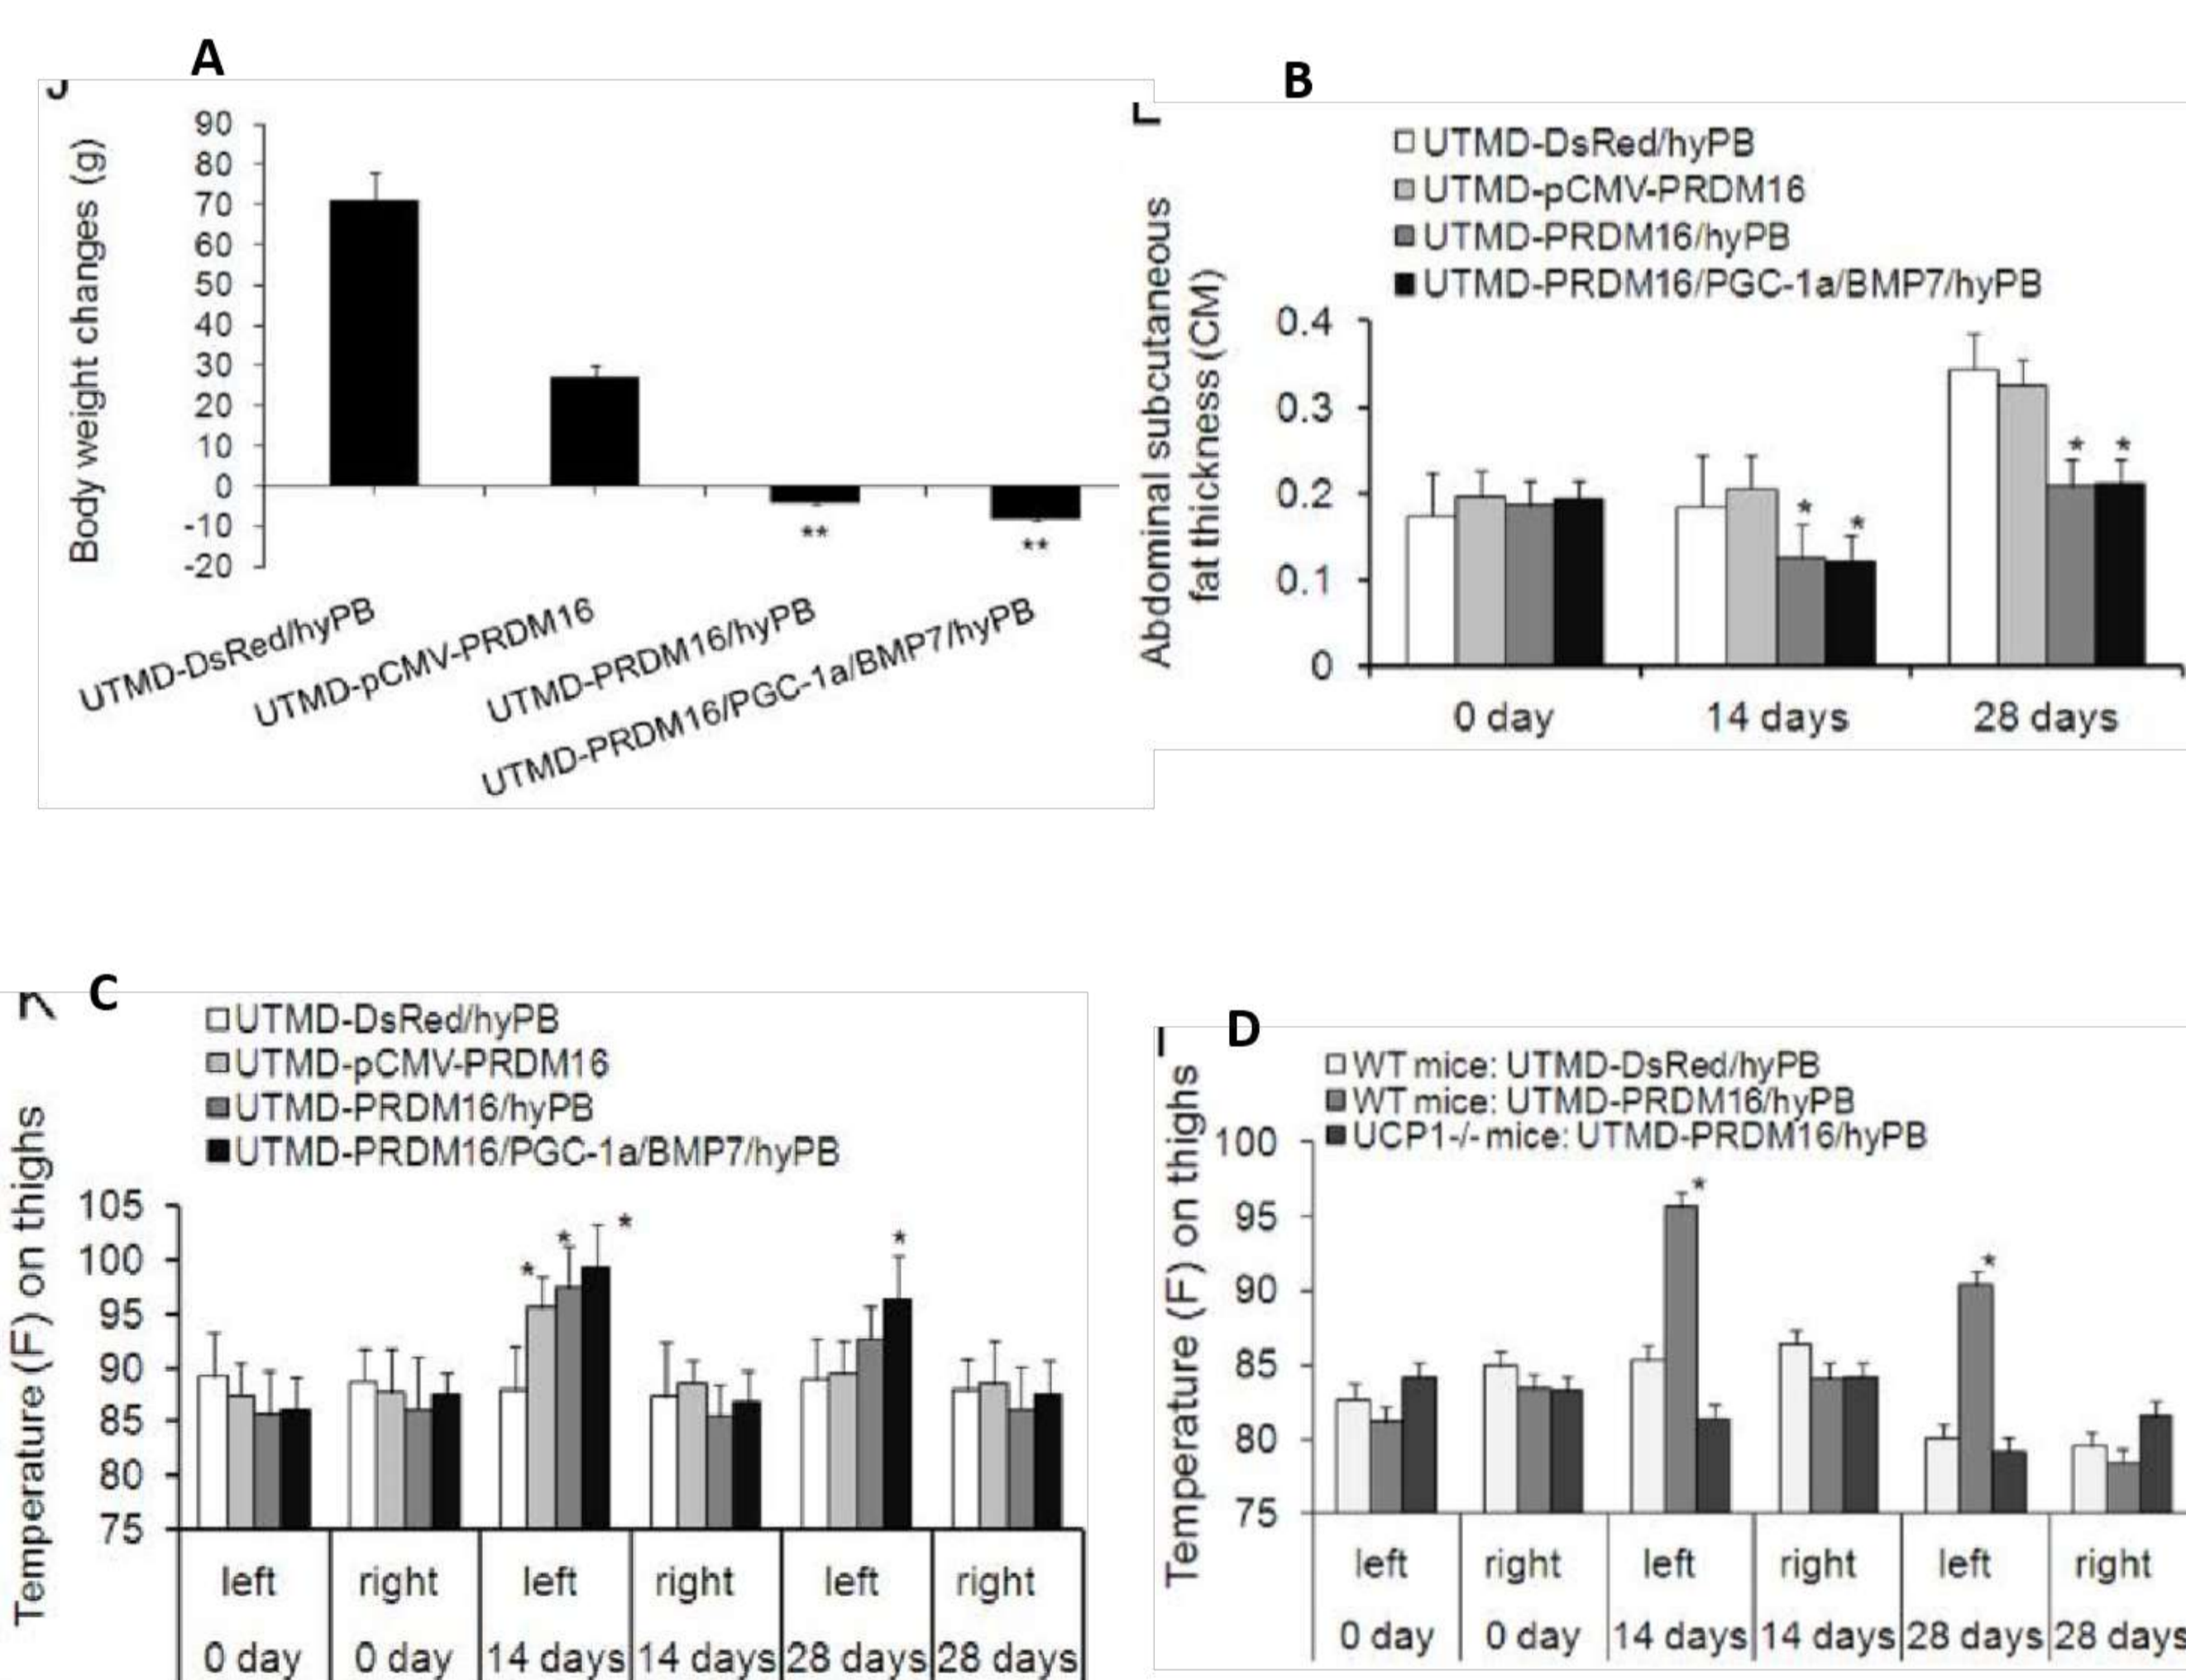 A
J
Body weight changes (g)
90
80
70
60
50
40
30
20
10
0
-10
-20
**
**
UTMD-DsRed/hyPB
UTMD-pCMV-PRDM16
UTMD-PRDM16/hyPB
UTMD-PRDM16/PGC-1a/BMP7/hyPB
B
L
UTMD-DsRed/hyPB
UTMD-pCMV-PRDM16
UTMD-PRDM16/hyPB
UTMD-PRDM16/PGC-1a/BMP7/hyPB
Abdominal subcutaneous
fat thickness (CM)
0.4
0.3
0.2
0.1
0
* *
* *
0 day 14 days 28 days
C
K
UTMD-DsRed/hyPB
UTMD-pCMV-PRDM16
UTMD-PRDM16/hyPB
UTMD-PRDM16/PGC-1a/BMP7/hyPB
Temperature (F) on thighs
105
100
95
90
85
80
75
* * *
*
left right left right left right
0 day 0 day 14 days 14 days 28 days 28 days
D
WT mice: UTMD-DsRed/hyPB
WT mice: UTMD-PRDM16/hyPB
UCP1-/- mice: UTMD-PRDM16/hyPB
Temperature (F) on thighs
100
95
90
85
80
75
*
*
left right left right left right
0 day 0 day 14 days 14 days 28 days 28 days